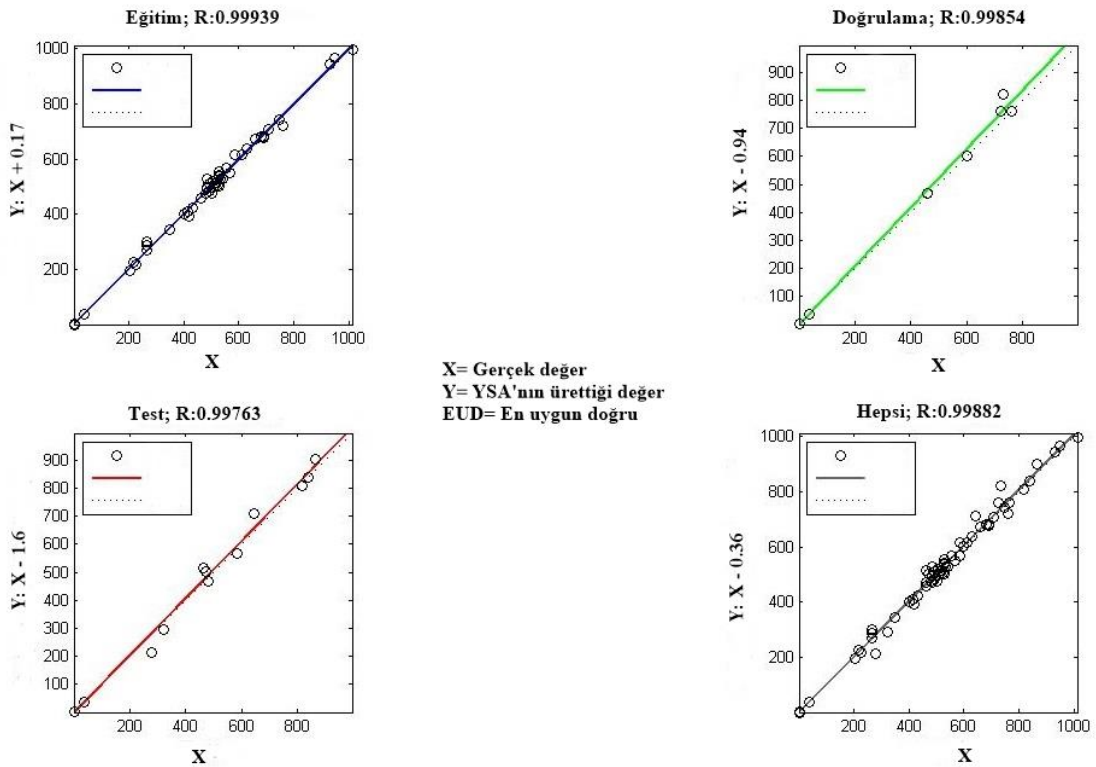 Eğitim; R:0.99939
Y: X + 0.17
1000
800
600
400
200
200 400 600 800 1000
X
Doğrulama; R:0.99854
Y: X - 0.94
900
800
700
600
500
400
300
200
100
200 400 600 800
X
X= Gerçek değer
Y= YSA'nın ürettiği değer
EUD= En uygun doğru
Test; R:0.99763
Y: X - 1.6
900
800
700
600
500
400
300
200
100
200 400 600 800
X
Hepsi; R:0.99882
Y: X - 0.36
1000
800
600
400
200
200 400 600 800 1000
X